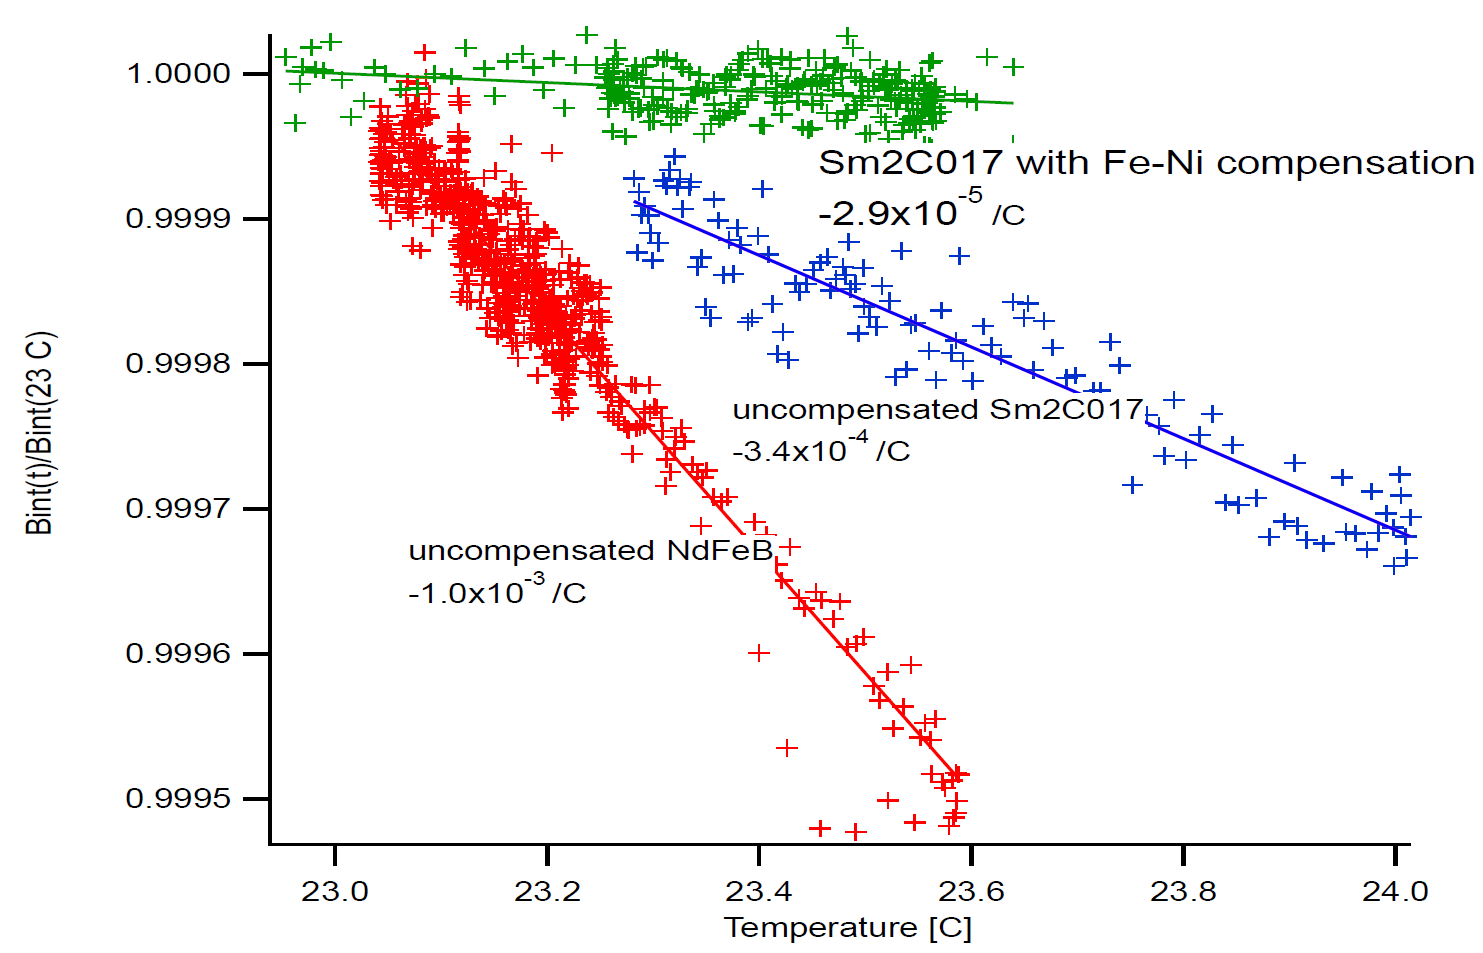 1.0000
Sm2C017 with Fe-Ni compensation
-2.9x10-5 /C
0.99999
0.9998
uncompensated Sm2C017
-3.4x10-4 /C
0.9997
uncompensated NdFeB
-1.0x10-3 /C
0.9996
0.9995
Bint(t)/Bint(23 C)
23.0 23.2 23.4 23.6 23.8 24.0
Temperature [C]